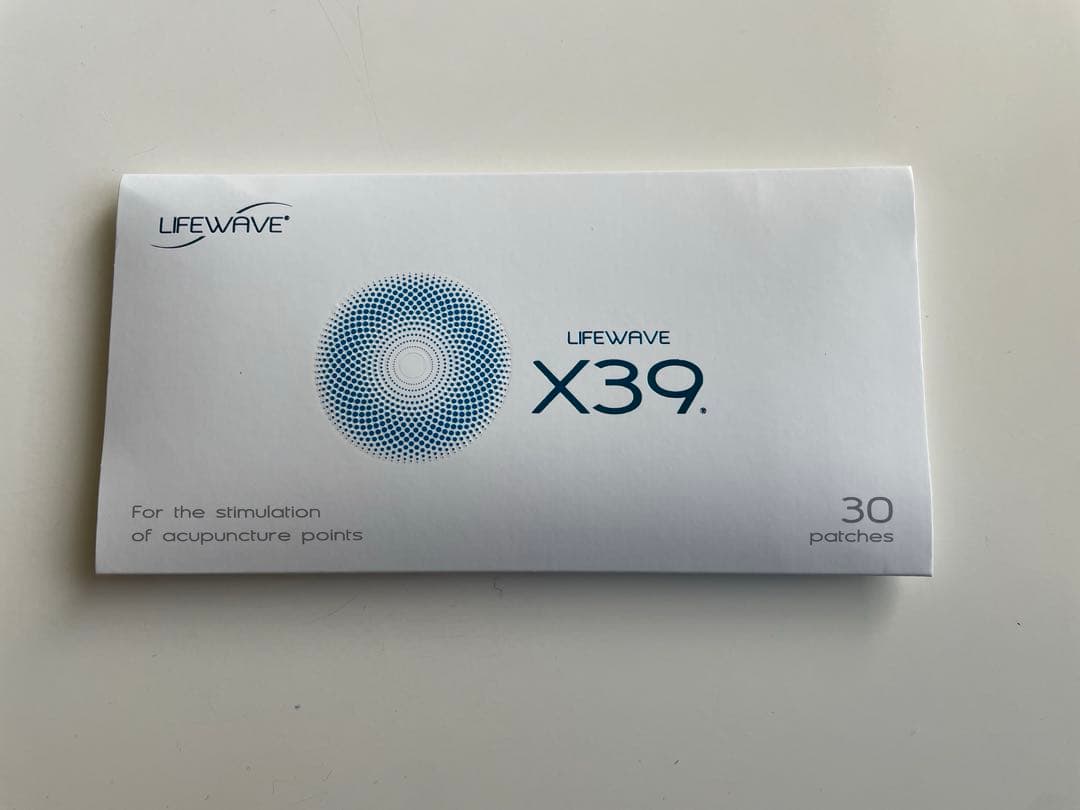 LIFEWAVE®
LIFEWAVE
X39®
For the stimulation
of acupuncture points
30
patches